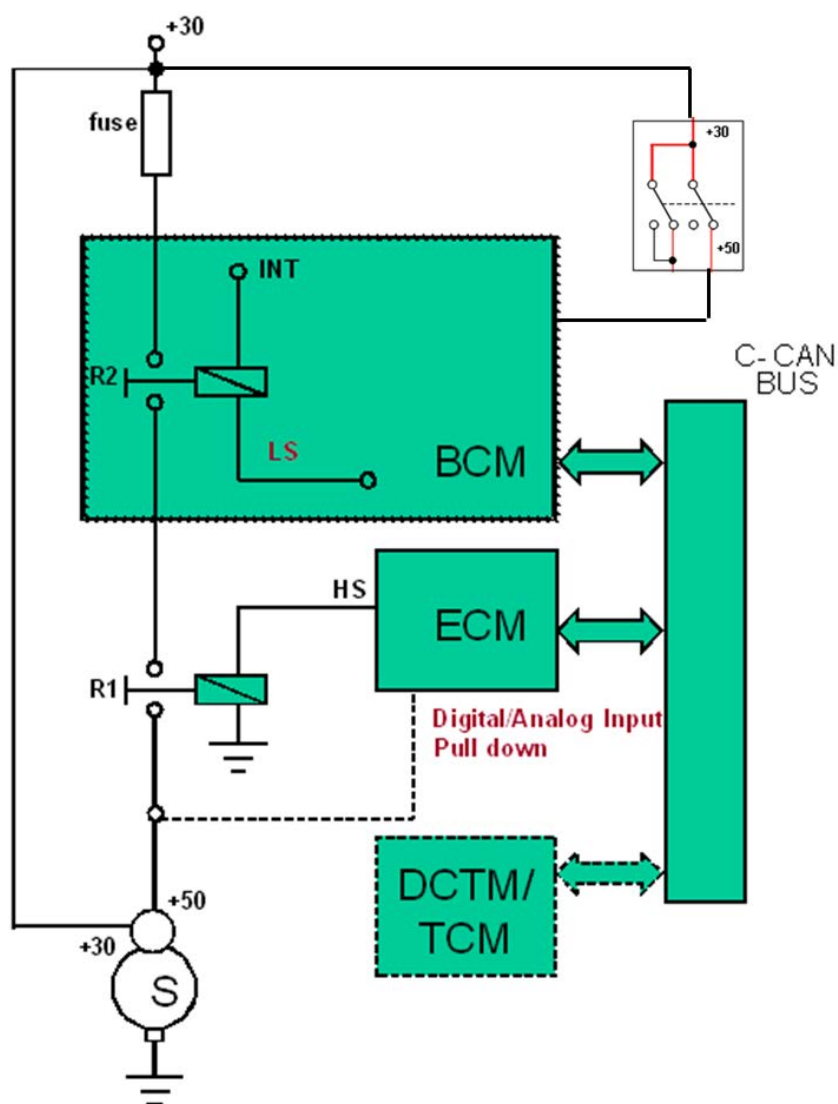 +30
fuse
+30
+50
INT
C- CAN
BUS
R2
LS
BCM
HS
ECM
R1
Digital/Analog Input
Pull down
+50
DCTM/
TCM
+30
S